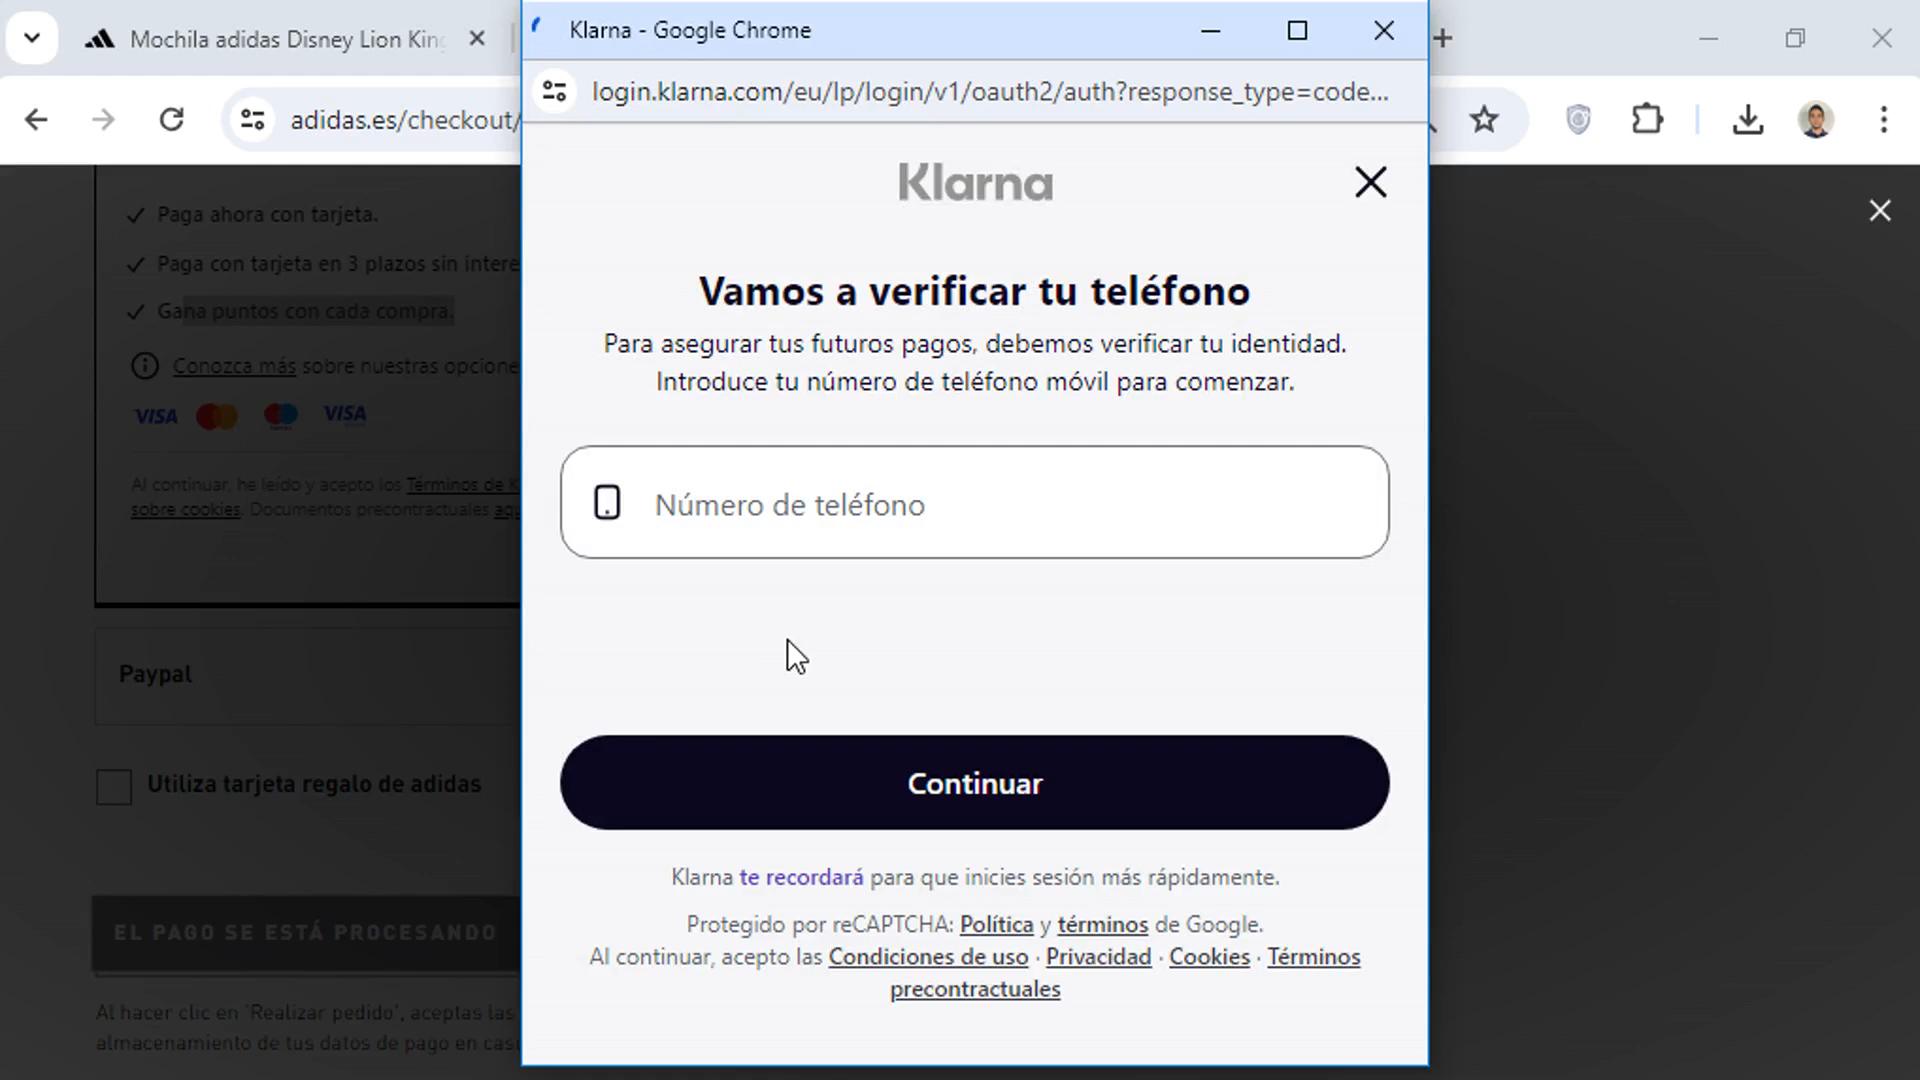 Mochila adidas Disney Lion King
Klarna - Google Chrome
adidas.es/checkout/
login.klarna.com/eu/lp/login/v1/oauth2/auth?response_type=code...
Paga ahora con tarjeta.
Paga con tarjeta en 3 plazos sin intere
Gana puntos con cada compra.
Conozca más sobre nuestras opcione
VISA VISA
Al continuar, he leído y acepto los Términos de K
sobre cookies. Documentos precontractuales aqu
Paypal
Utiliza tarjeta regalo de adidas
EL PAGO SE ESTÁ PROCESANDO
Al hacer clic en 'Realizar pedido', aceptas las
almacenamiento de tus datos de pago en cas
Klarna
Vamos a verificar tu teléfono
Para asegurar tus futuros pagos, debemos verificar tu identidad.
Introduce tu número de teléfono móvil para comenzar.
Número de teléfono
Continuar
Klarna te recordará para que inicies sesión más rápidamente.
Protegido por reCAPTCHA: Política y términos de Google.
Al continuar, acepto las Condiciones de uso · Privacidad · Cookies · Términos
precontractuales